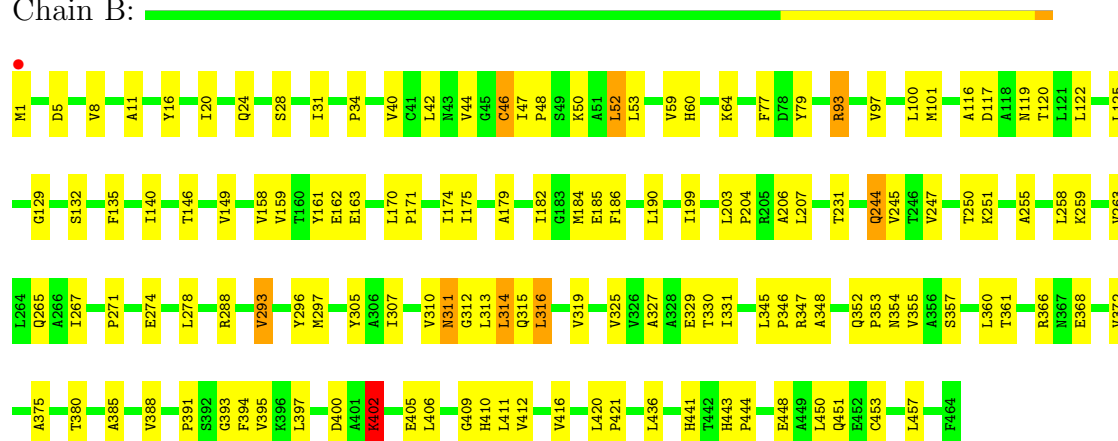 Chain B:
M1 D5 V8 A11 Y16 I20 Q24 S28 I31 P34 V40 C41 L42 N43 V44 G45 C46 I47 P48 S49 K50 A51 L52 L53 V59 H60 K64 F77 D78 Y79 R93 V97 L100 M101 A116 D117 A118 N119 T120 L121 L122
G129 S132 F135 I140 T146 V149 V158 V159 T160 Y161 E162 E163 L170 P171 I174 I175 A179 I182 G183 M184 E185 F186 L190 I199 L203 P204 R205 A206 L207 T231 Q244 V245 T246 V247 T250 K251 A255 L258 K259
L264 Q265 A266 I267 P271 E274 L278 R288 V293 Y296 M297 Y305 A306 I307 V310 N311 G312 L313 L314 Q315 L316 V319 V325 V326 A327 A328 E329 T330 I331 L345 P346 R347 A348 Q352 P353 N354 V355 A356 S357 L360 T361 R366 N367 E368
A375 T380 A385 V388 P391 S392 G393 F394 V395 K396 L397 D400 A401 K402 E405 L406 G409 H410 L411 V412 V416 L420 P421 L436 H441 T442 H443 P444 E448 A449 L450 Q451 E452 C453 L457 F464